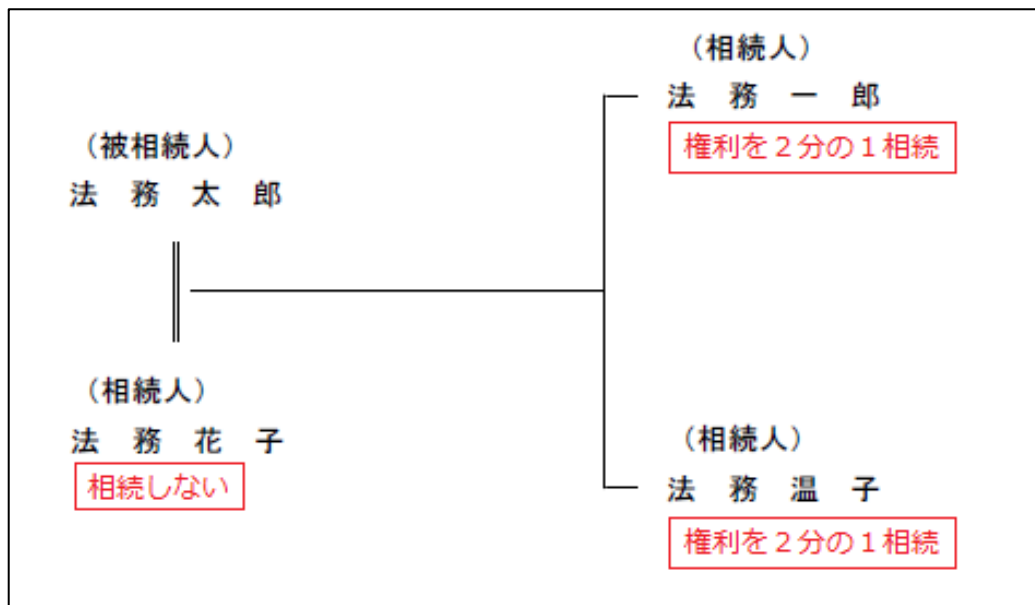 （被相続人）
法 務 太 郎
（相続人）
法 務 花 子
相続しない
（相続人）
法 務 一 郎
権利を２分の１相続
（相続人）
法 務 温 子
権利を２分の１相続